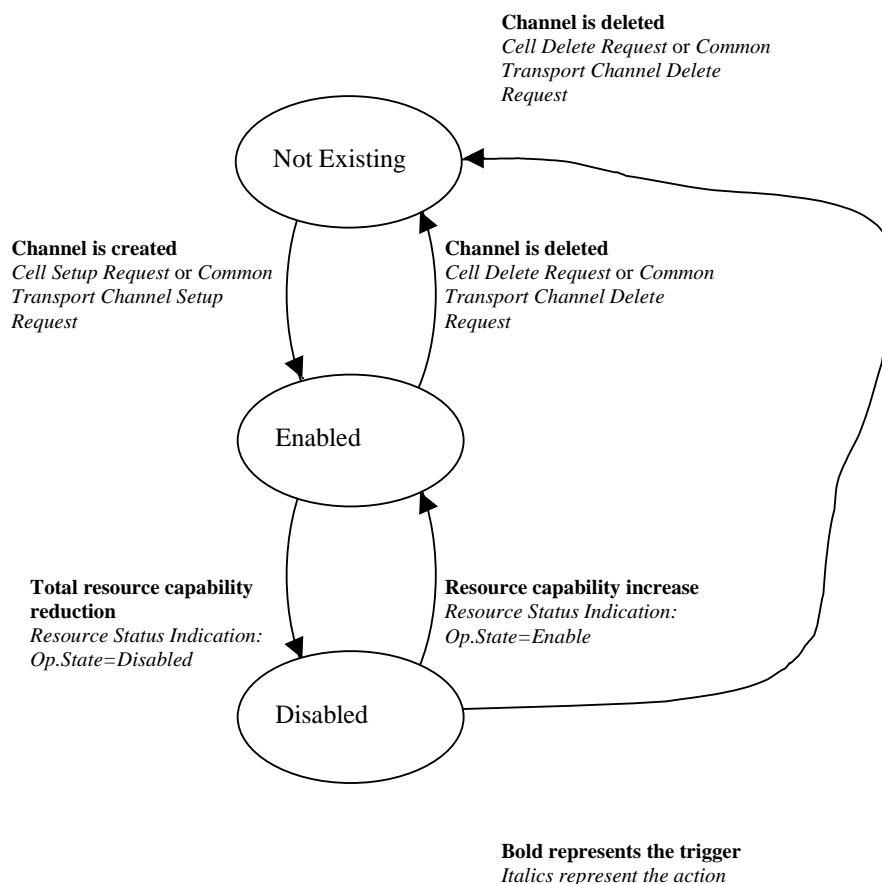 Channel is deleted
Cell Delete Request or Common
Transport Channel Delete
Request
Not Existing
Channel is created
Cell Setup Request or Common
Transport Channel Setup
Request
Channel is deleted
Cell Delete Request or Common
Transport Channel Delete
Request
Enabled
Total resource capability
reduction
Resource Status Indication:
Op.State=Disabled
Resource capability increase
Resource Status Indication:
Op.State=Enable
Disabled
Bold represents the trigger
Italics represent the action